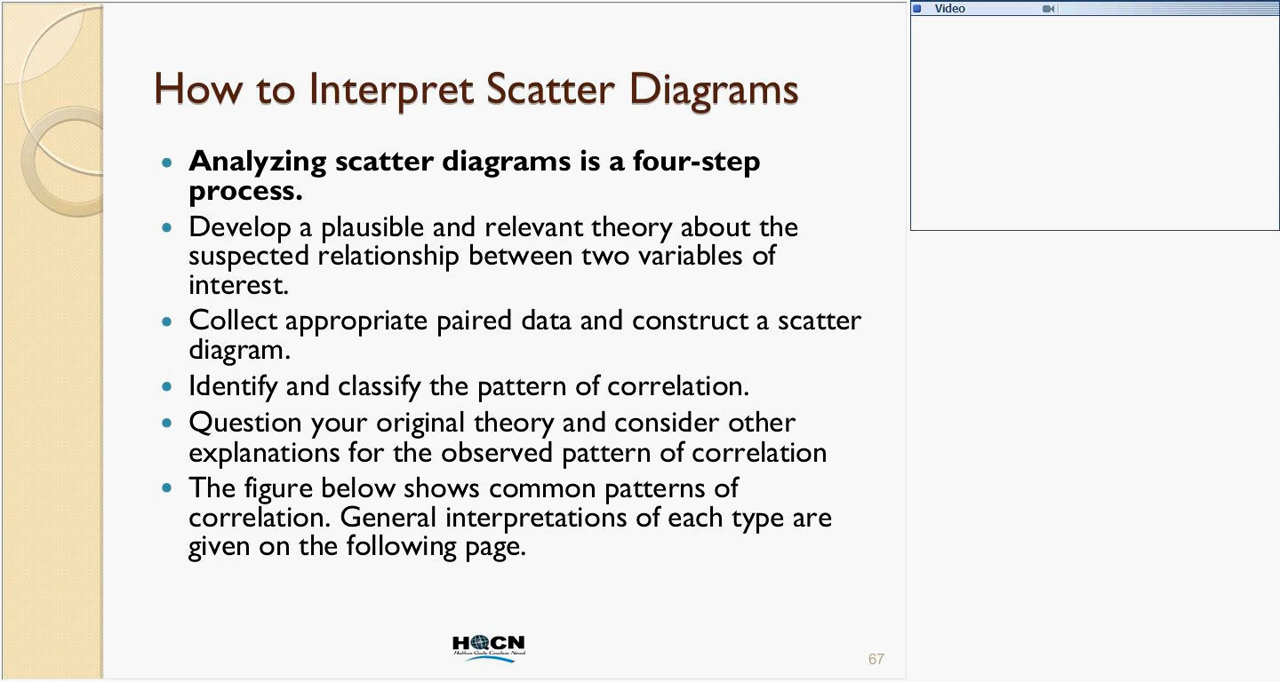 Video
How to Interpret Scatter Diagrams
Analyzing scatter diagrams is a four-step
process.
Develop a plausible and relevant theory about the
suspected relationship between two variables of
interest.
Collect appropriate paired data and construct a scatter
diagram.
Identify and classify the pattern of correlation.
Question your original theory and consider other
explanations for the observed pattern of correlation
The figure below shows common patterns of
correlation. General interpretations of each type are
given on the following page.
HQCN
67